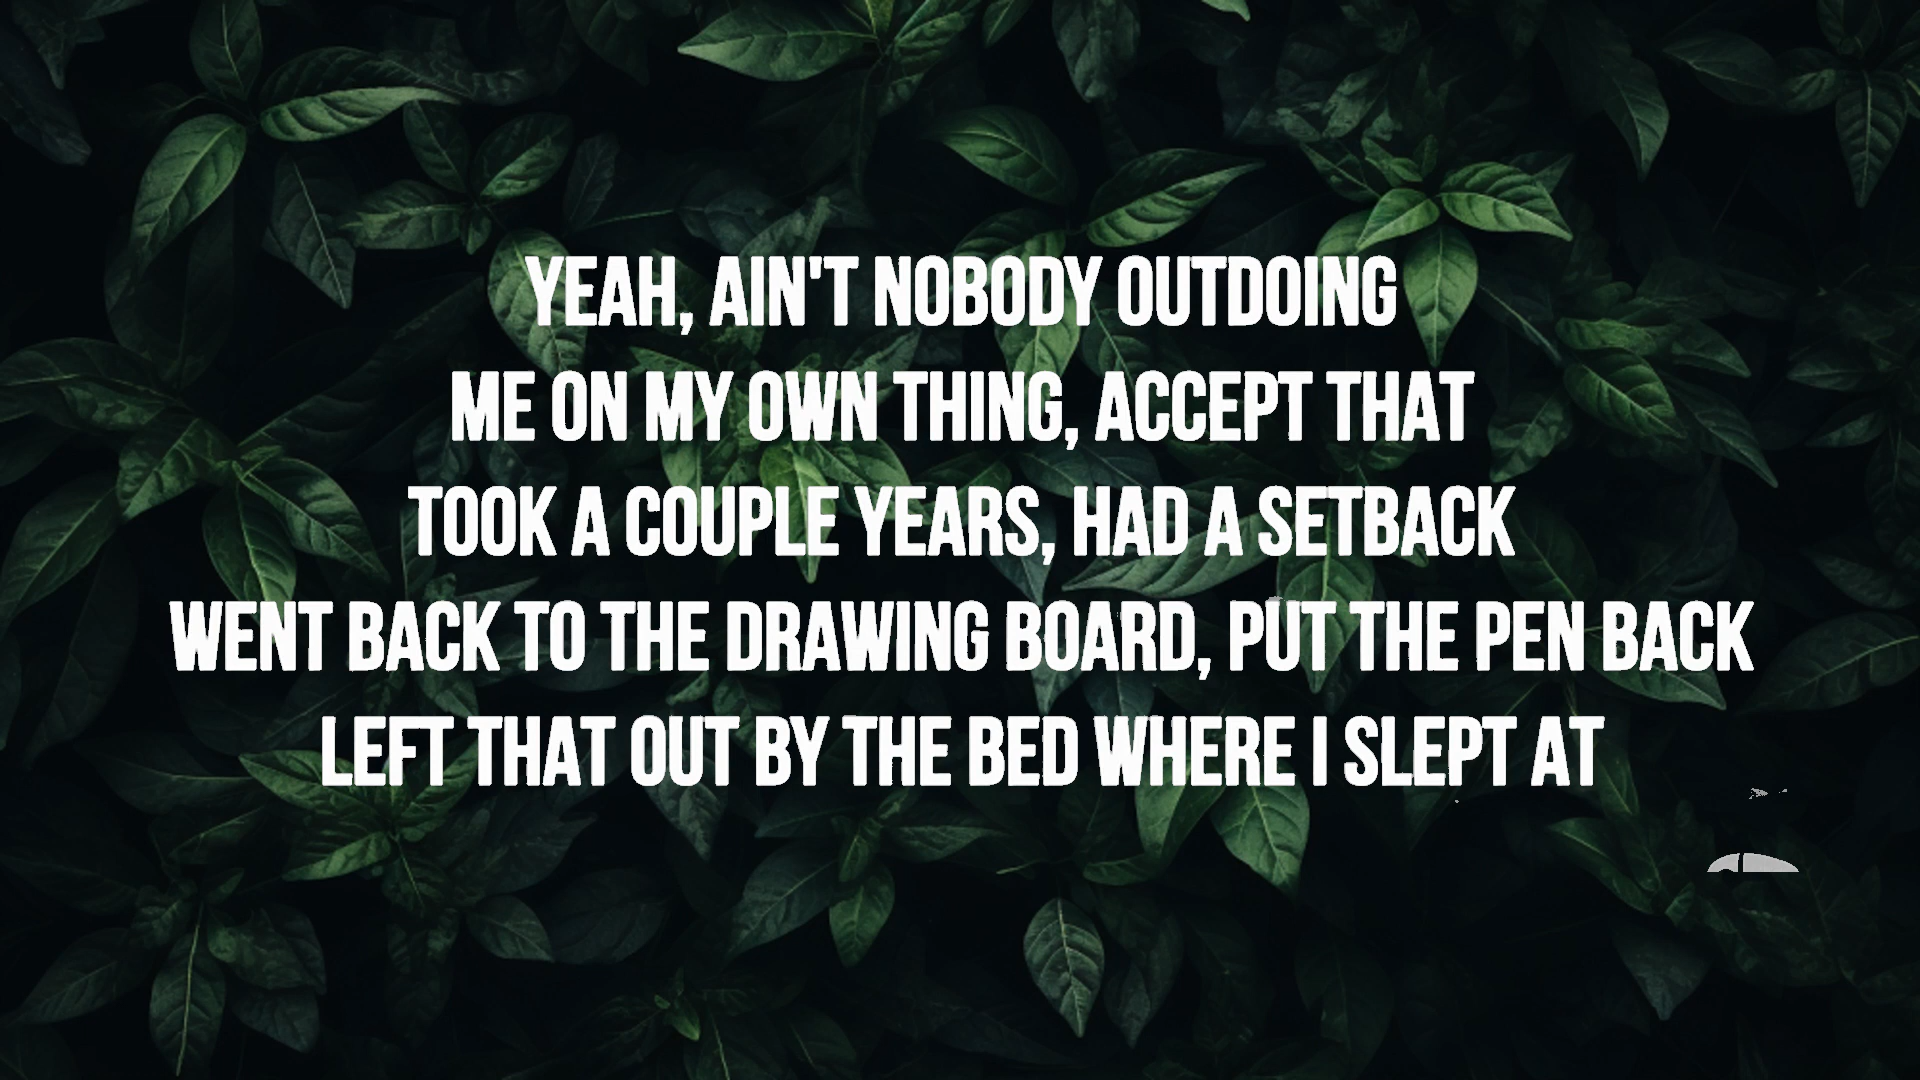 YEAH, AIN'T NOBODY OUTDOING
ME ON MY OWN THING, ACCEPT THAT
TOOK A COUPLE YEARS, HAD A SETBACK
WENT BACK TO THE DRAWING BOARD, PUT THE PEN BACK
LEFT THAT OUT BY THE BED WHERE I SLEPT AT